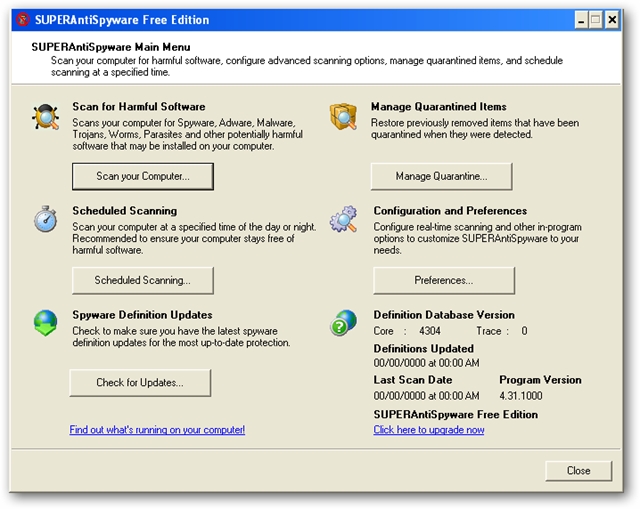 SUPERAntiSpyware Free Edition
SUPERAntiSpyware Main Menu
Scan your computer for harmful software, configure advanced scanning options, manage quarantined items, and schedule
scanning at a specified time.
Scan for Harmful Software
Scans your computer for Spyware, Adware, Malware,
Trojans, Worms, Parasites and other potentially harmful
software that may be installed on your computer.
Scan your Computer...
Manage Quarantined Items
Restore previously removed items that have been
quarantined when they were detected.
Manage Quarantine...
Scheduled Scanning
Scan your computer at a specified time of the day or night.
Recommended to ensure your computer stays free of
harmful software.
Scheduled Scanning...
Configuration and Preferences
Configure real-time scanning and other in-program
options to customize SUPERAntiSpyware to your
needs.
Preferences...
Spyware Definition Updates
Check to make sure you have the latest spyware
definition updates for the most up-to-date protection.
Check for Updates...
Find out what's running on your computer!
Definition Database Version
Core : 4304 Trace : 0
Definitions Updated
00/00/0000 at 00:00 AM
Last Scan Date Program Version
00/00/0000 at 00:00 AM 4.31.1000
SUPERAntiSpyware Free Edition
Click here to upgrade now
Close